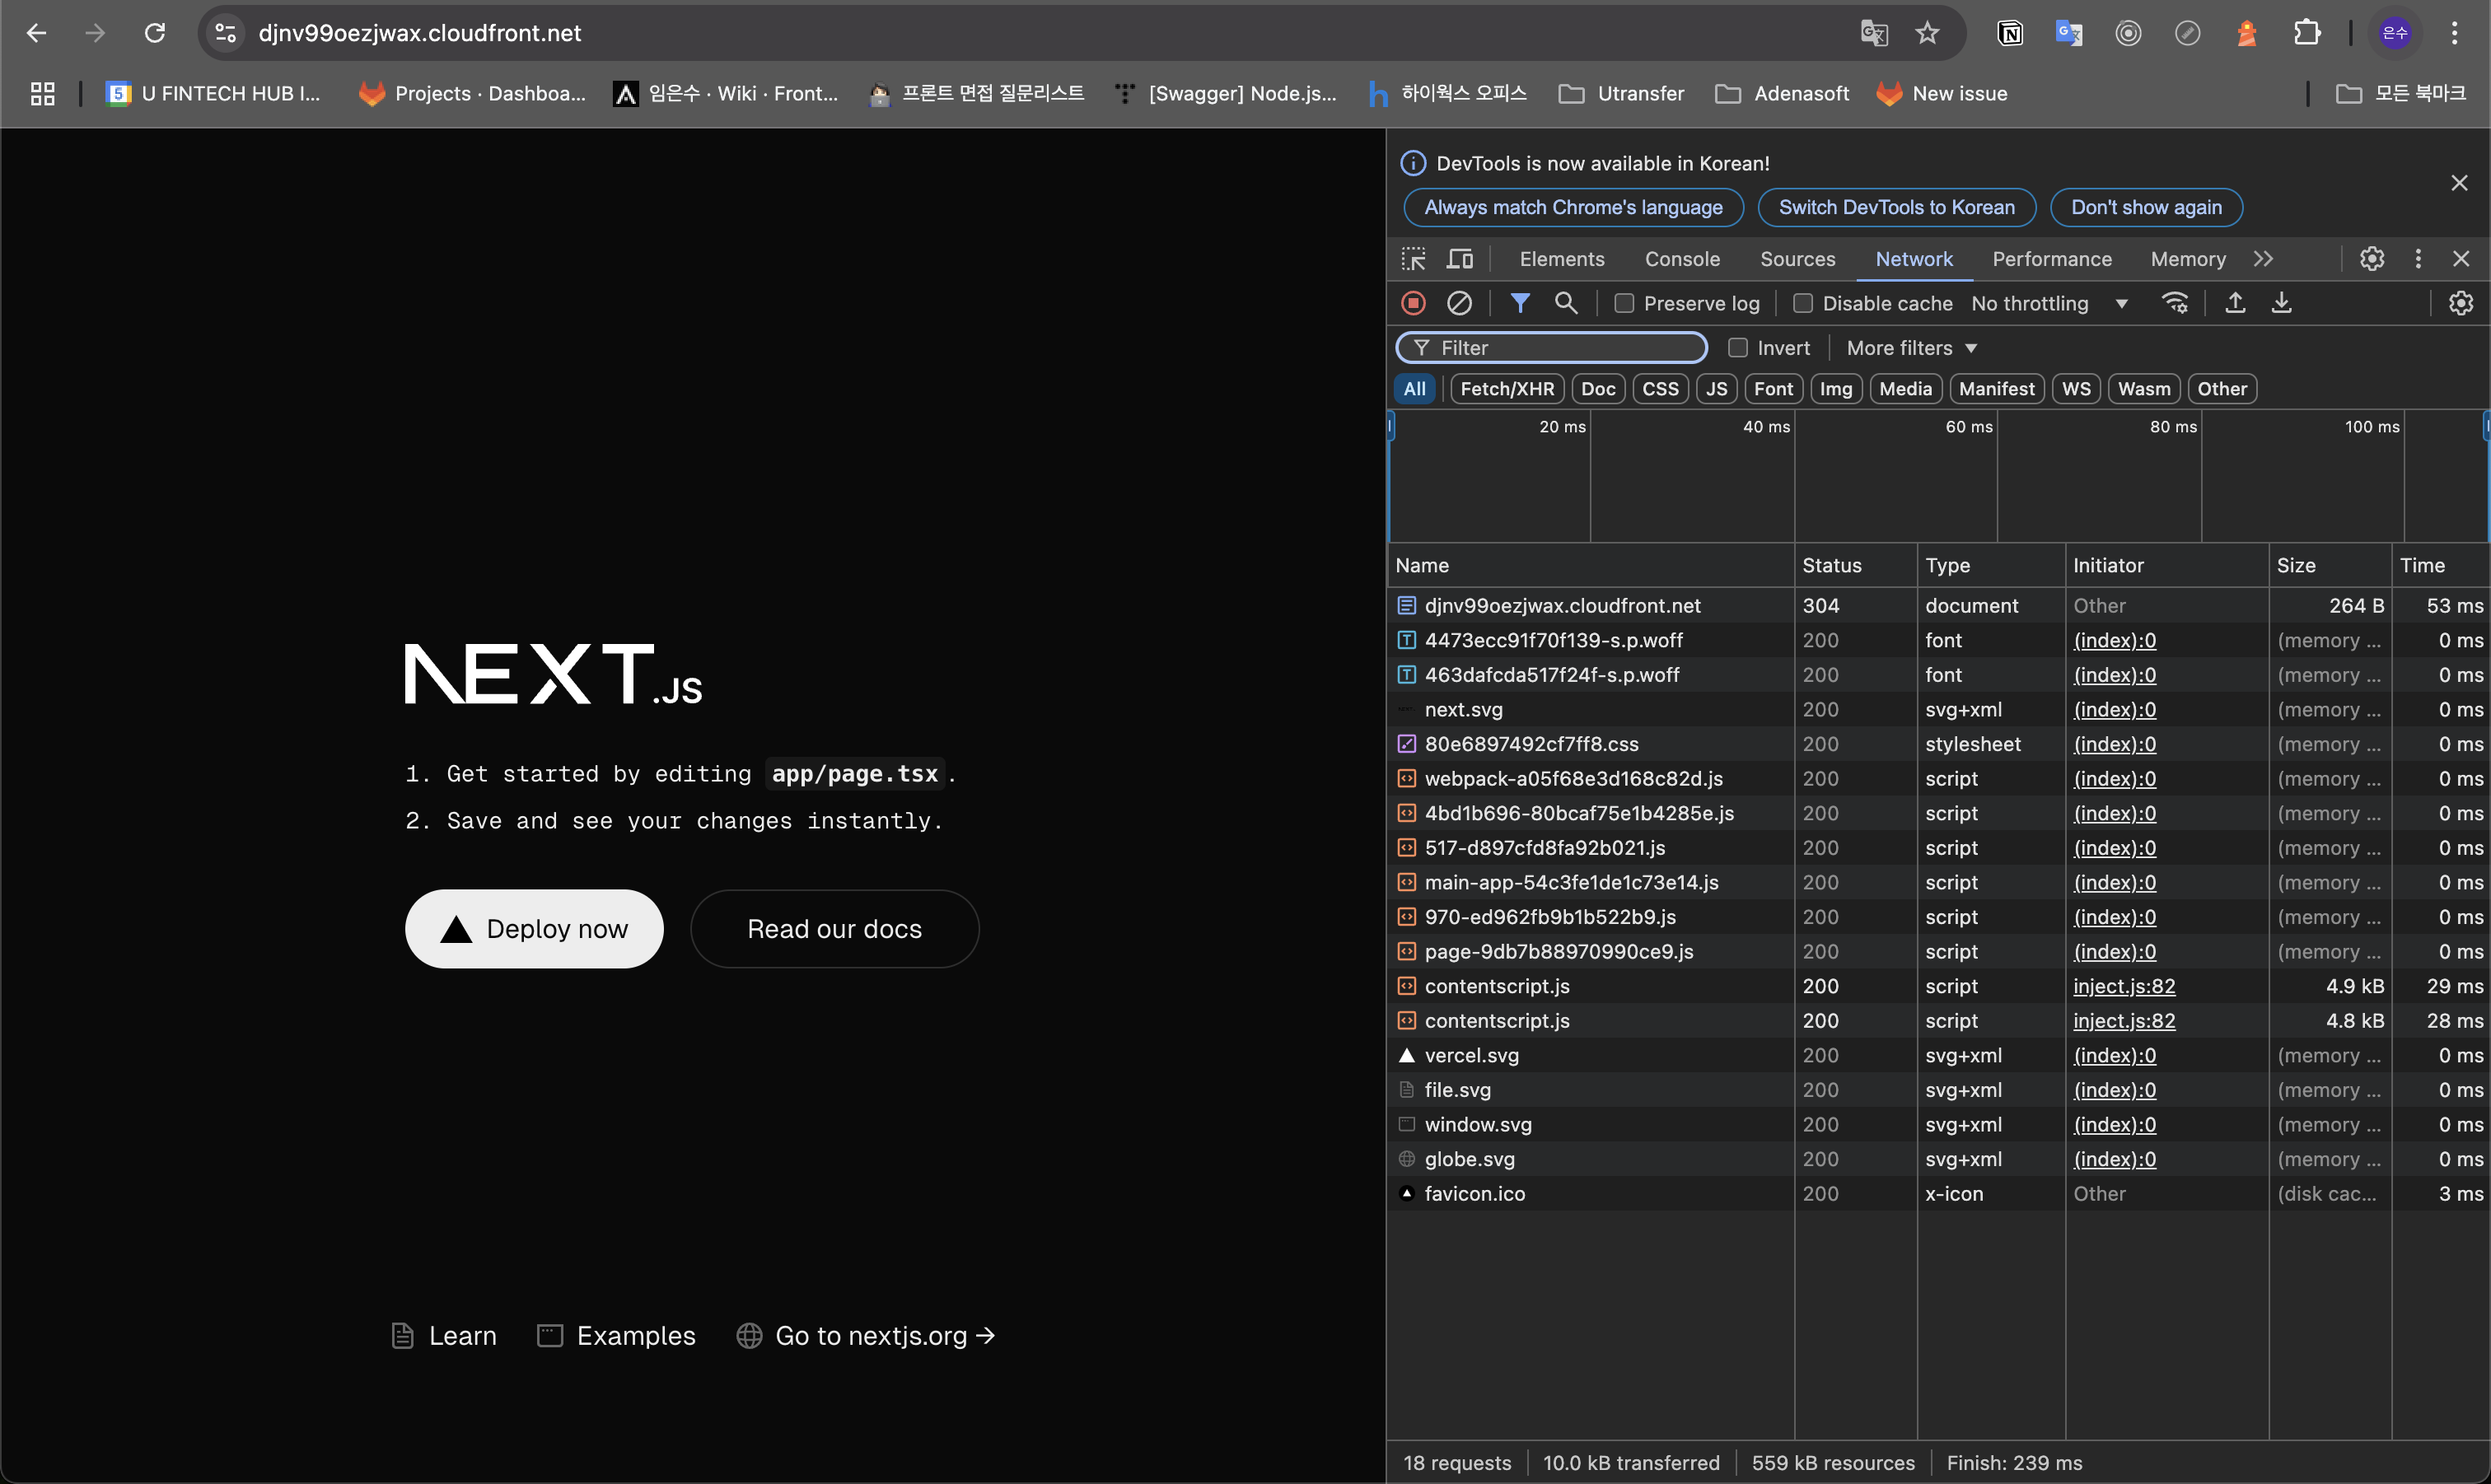 djnv99oezjwax.cloudfront.net
은수
5 U FINTECH HUB I...
Projects · Dashboa...
임은수 · Wiki · Front...
프론트 면접 질문리스트
[Swagger] Node.js...
하이웍스 오피스
Utransfer
Adenasoft
New issue
모든 북마크
NEXT.JS
1. Get started by editing app/page.tsx.
2. Save and see your changes instantly.
Deploy now
Read our docs
Learn
Examples
Go to nextjs.org →
DevTools is now available in Korean!
Always match Chrome's language
Switch DevTools to Korean
Don't show again
Elements Console Sources Network Performance Memory
Preserve log Disable cache No throttling
Filter Invert More filters
All Fetch/XHR Doc CSS JS Font Img Media Manifest WS Wasm Other
20 ms 40 ms 60 ms 80 ms 100 ms
Name Status Type Initiator Size Time
djnv99oezjwax.cloudfront.net 304 document Other 264 B 53 ms
4473ecc91f70f139-s.p.woff 200 font (index):0 (memory ... 0 ms
463dafcda517f24f-s.p.woff 200 font (index):0 (memory ... 0 ms
next.svg 200 svg+xml (index):0 (memory ... 0 ms
80e6897492cf7ff8.css 200 stylesheet (index):0 (memory ... 0 ms
webpack-a05f68e3d168c82d.js 200 script (index):0 (memory ... 0 ms
4bd1b696-80bcaf75e1b4285e.js 200 script (index):0 (memory ... 0 ms
517-d897cfd8fa92b021.js 200 script (index):0 (memory ... 0 ms
main-app-54c3fe1de1c73e14.js 200 script (index):0 (memory ... 0 ms
970-ed962fb9b1b522b9.js 200 script (index):0 (memory ... 0 ms
page-9db7b88970990ce9.js 200 script (index):0 (memory ... 0 ms
contentscript.js 200 script inject.js:82 4.9 kB 29 ms
contentscript.js 200 script inject.js:82 4.8 kB 28 ms
vercel.svg 200 svg+xml (index):0 (memory ... 0 ms
file.svg 200 svg+xml (index):0 (memory ... 0 ms
window.svg 200 svg+xml (index):0 (memory ... 0 ms
globe.svg 200 svg+xml (index):0 (memory ... 0 ms
favicon.ico 200 x-icon Other (disk cac... 3 ms
18 requests 10.0 kB transferred 559 kB resources Finish: 239 ms